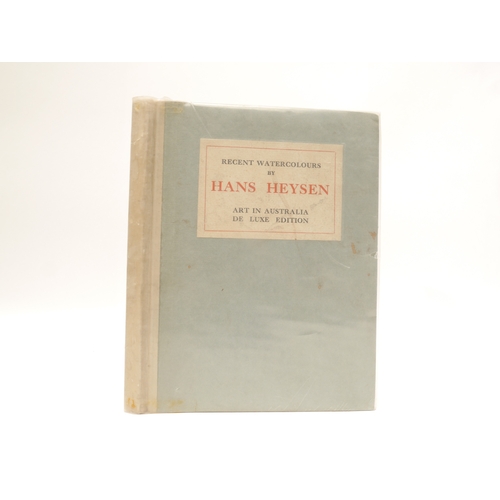 RECENT WATERCOLOURS
BY
HANS HEYSEN
ART IN AUSTRALIA
DE LUXE EDITION